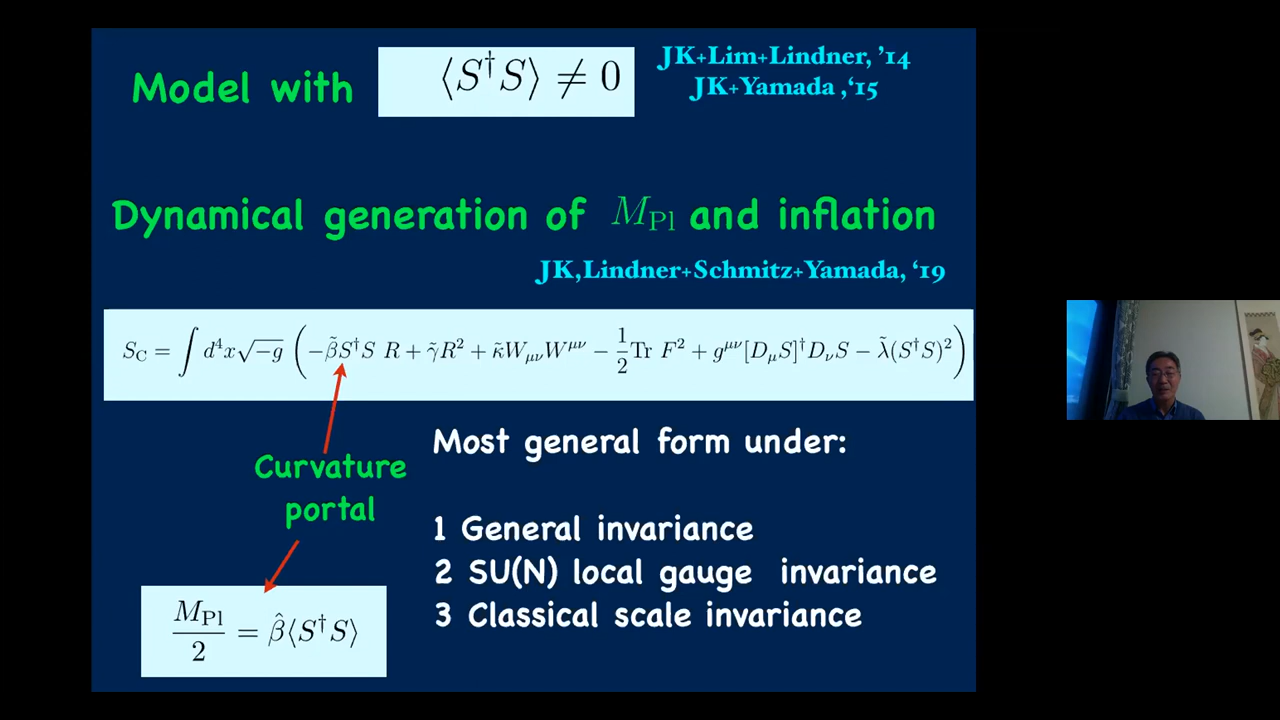 Model with ⟨S†S⟩ ≠ 0
JK+Lim+Lindner, ’14
JK+Yamada ,‘15
Dynamical generation of M_Pl and inflation
JK,Lindner+Schmitz+Yamada, ‘19
S_C = ∫ d⁴x√−g ( −β̃S†S R + γ̃R² + κ̃W_μν W^μν − 1/2 Tr F² + g^μν[D_μS]†D_νS − λ̃(S†S)² )
Most general form under:
Curvature
portal
1 General invariance
2 SU(N) local gauge invariance
3 Classical scale invariance
M_Pl/2 = β̂⟨S†S⟩